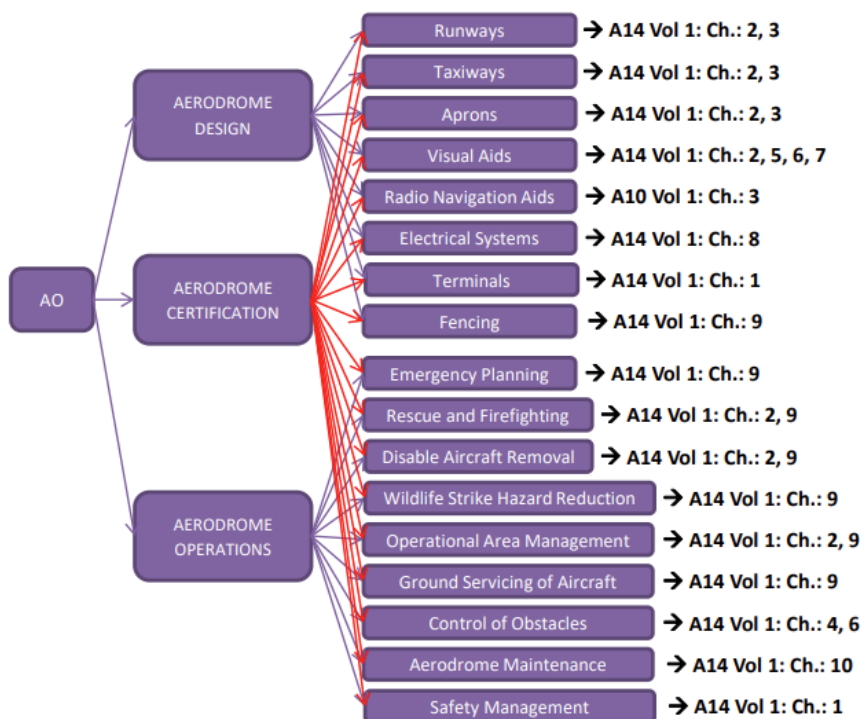 Runways → A14 Vol 1: Ch.: 2, 3
Taxiways → A14 Vol 1: Ch.: 2, 3
AERODROME
DESIGN
Aprons → A14 Vol 1: Ch.: 2, 3
Visual Aids → A14 Vol 1: Ch.: 2, 5, 6, 7
Radio Navigation Aids → A10 Vol 1: Ch.: 3
Electrical Systems → A14 Vol 1: Ch.: 8
AO
AERODROME
CERTIFICATION
Terminals → A14 Vol 1: Ch.: 1
Fencing → A14 Vol 1: Ch.: 9
Emergency Planning → A14 Vol 1: Ch.: 9
Rescue and Firefighting → A14 Vol 1: Ch.: 2, 9
Disable Aircraft Removal → A14 Vol 1: Ch.: 2, 9
Wildlife Strike Hazard Reduction → A14 Vol 1: Ch.: 9
AERODROME
OPERATIONS
Operational Area Management → A14 Vol 1: Ch.: 2, 9
Ground Servicing of Aircraft → A14 Vol 1: Ch.: 9
Control of Obstacles → A14 Vol 1: Ch.: 4, 6
Aerodrome Maintenance → A14 Vol 1: Ch.: 10
Safety Management → A14 Vol 1: Ch.: 1